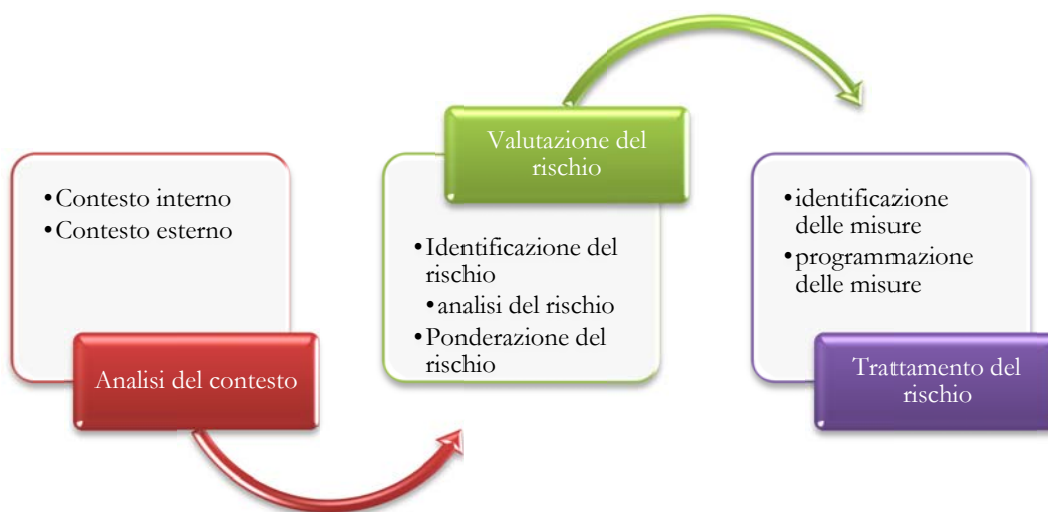 •Contesto interno
•Contesto esterno
Analisi del contesto
Valutazione del
rischio
•Identificazione del
rischio
•analisi del rischio
•Ponderazione del
rischio
•identificazione
delle misure
•programmazione
delle misure
Trattamento del
rischio